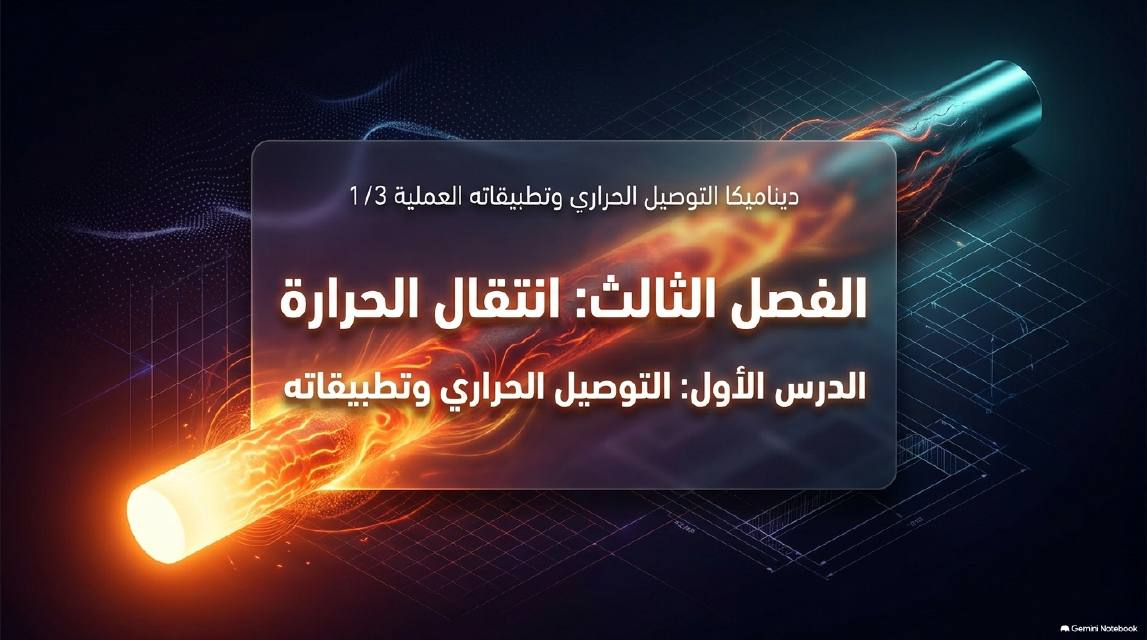 ديناميكا التوصيل الحراري وتطبيقاته العملية 1/3
الفصل الثالث: انتقال الحرارة
الدرس الأول: التوصيل الحراري وتطبيقاته
Gemini Notebook